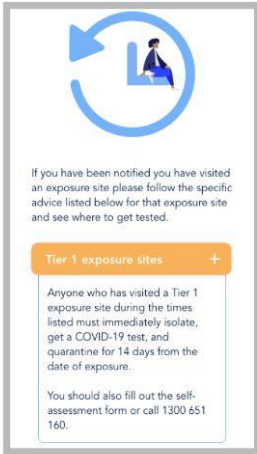 If you have been notified you have visited
an exposure site please follow the specific
advice listed below for that exposure site
and see where to get tested.
Tier 1 exposure sites +
Anyone who has visited a Tier 1
exposure site during the times
listed must immediately isolate,
get a COVID-19 test, and
quarantine for 14 days from the
date of exposure.
You should also fill out the self-
assessment form or call 1300 651
160.